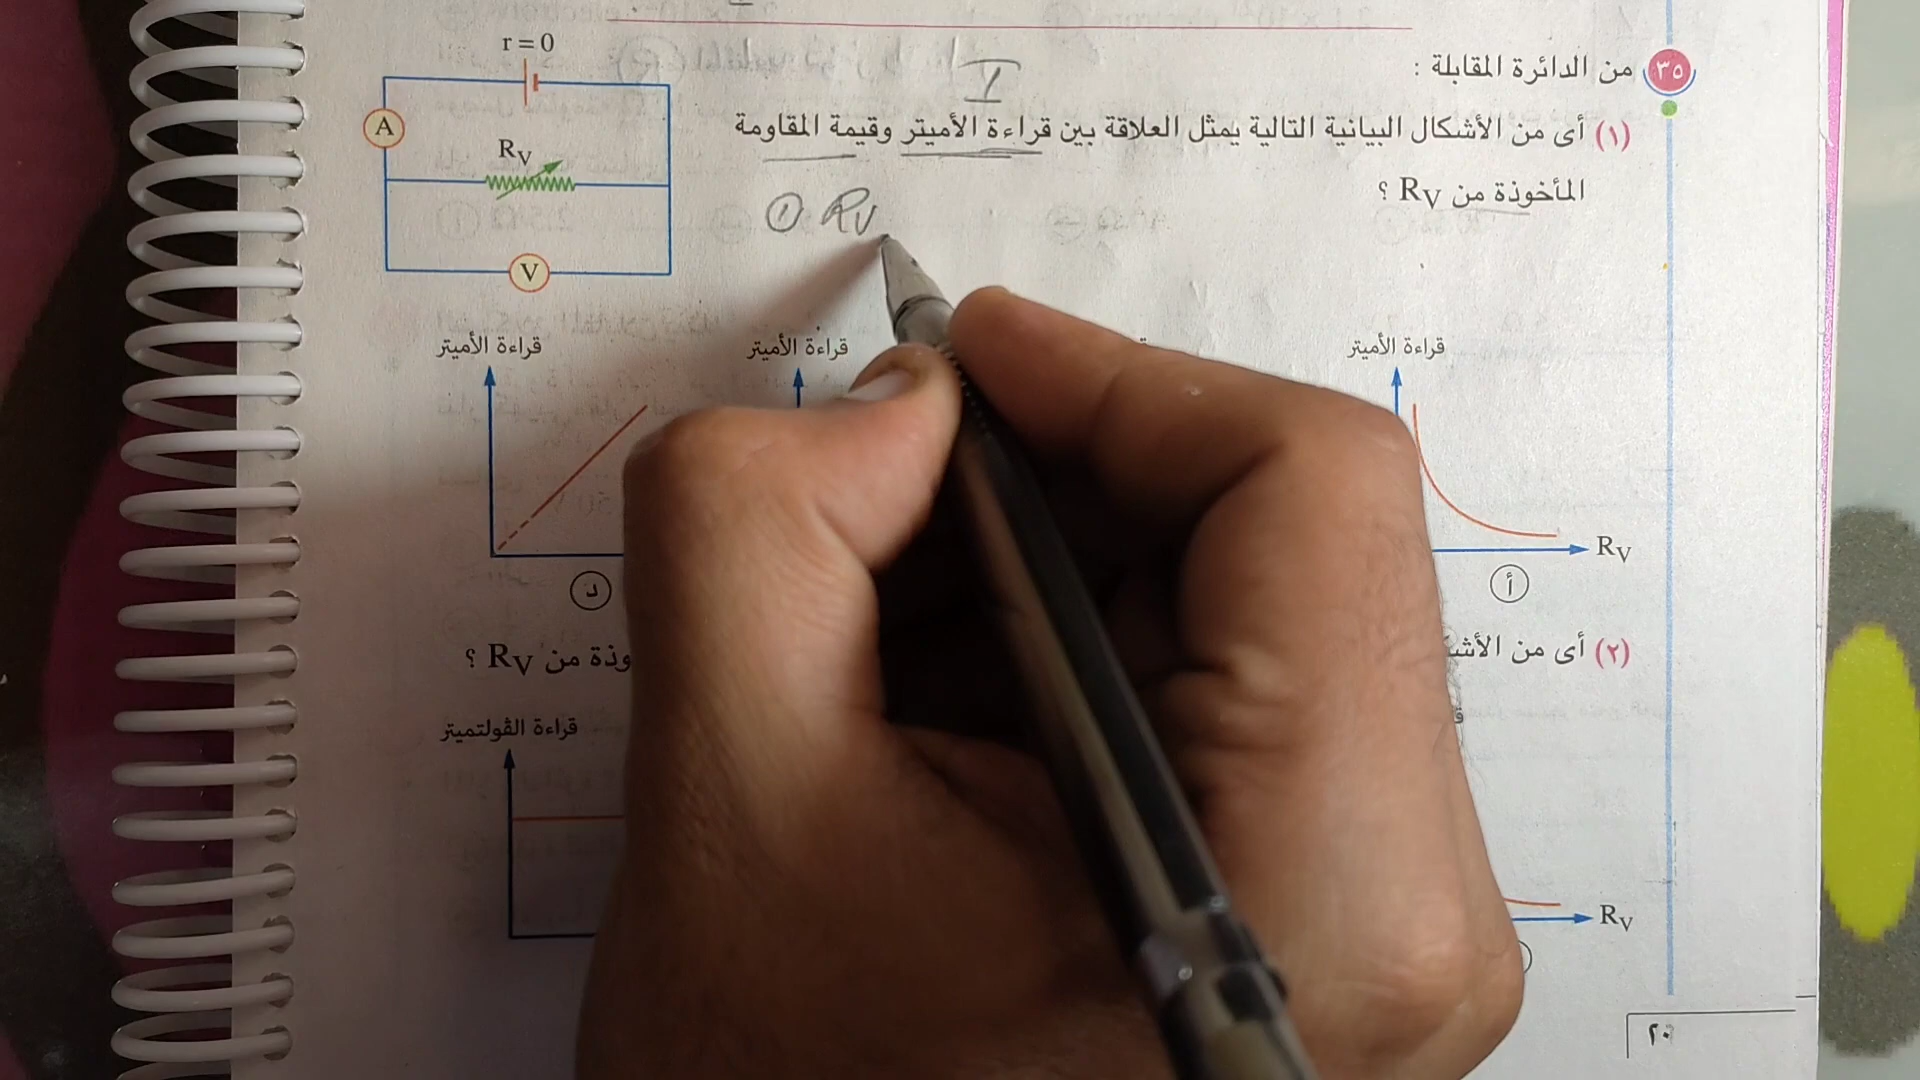 ٣٥ من الدائرة المقابلة :
(١) أى من الأشكال البيانية التالية يمثل العلاقة بين قراءة الأميتر وقيمة المقاومة
المأخوذة من RV ؟
I
① RV
r = 0
A
RV
V
قراءة الأميتر
RV
أ
قراءة الأميتر
قراءة الأميتر
د
(٢) أى من
وذة من RV ؟
RV
قراءة الڤولتميتر
٢٠